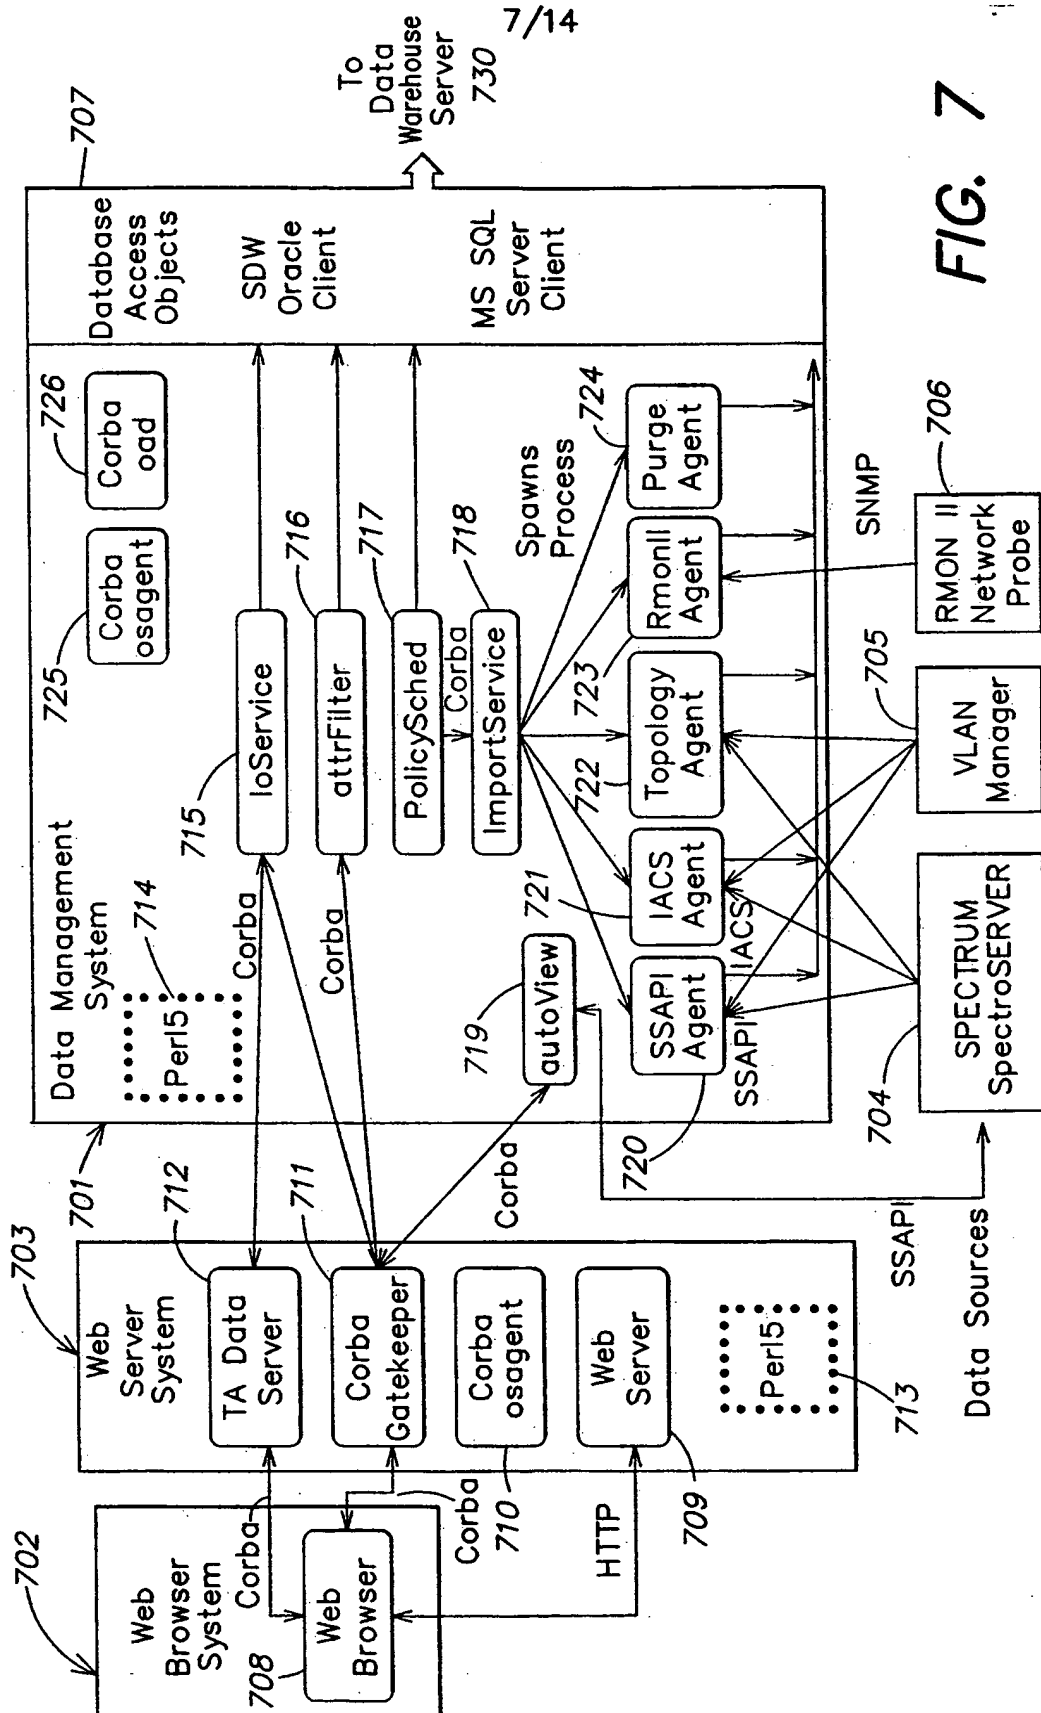 7/14
702
Web
Browser
System
708
Web
Browser
Corba
Corba
HTTP
703
Web
Server
System
712
TA Data
Server
711
Corba
Gatekeeper
Corba
osagent
710
Web
Server
709
Perl5
713
701
Data Management
System
714
Perl5
Corba
Corba
Corba
715
IoService
716
attrFilter
717
PolicySched
Corba
718
ImportService
719
autoView
725
Corba
osagent
726
Corba
oad
Spawns
Process
720
SSAPI
Agent
SSAPI
721
IACS
Agent
IACS
722
Topology
Agent
723
RmonII
Agent
724
Purge
Agent
707
Database
Access
Objects
SDW
Oracle
Client
MS SQL
Server
Client
To
Data
Warehouse
Server
730
SSAPI
Data Sources
704
SPECTRUM
SpectroSERVER
705
VLAN
Manager
SNMP
706
RMON II
Network
Probe
FIG. 7